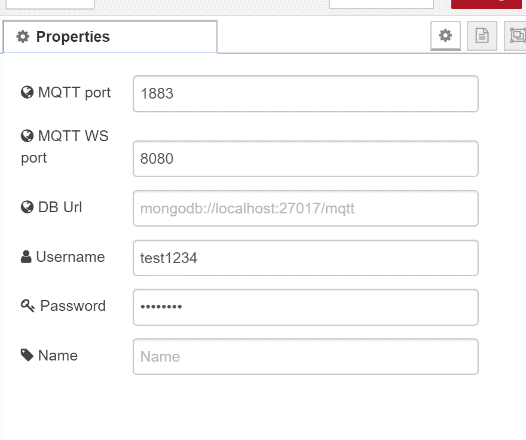 Properties
MQTT port 1883
MQTT WS
port 8080
DB Url mongodb://localhost:27017/mqtt
Username test1234
Password ••••••••
Name Name